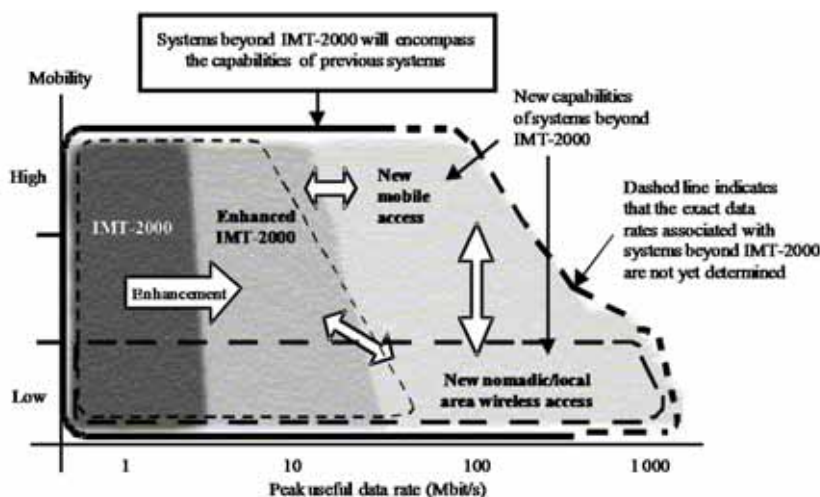 Systems beyond IMT-2000 will encompass
the capabilities of previous systems
Mobility
New capabilities
of systems beyond
IMT-2000
High
New
mobile
access
Dashed line indicates
that the exact data
rates associated with
systems beyond IMT-2000
are not yet determined
IMT-2000
Enhanced
IMT-2000
Enhancement
Low
New nomadic/local
area wireless access
1
10
100
1 000
Peak useful data rate (Mbit/s)